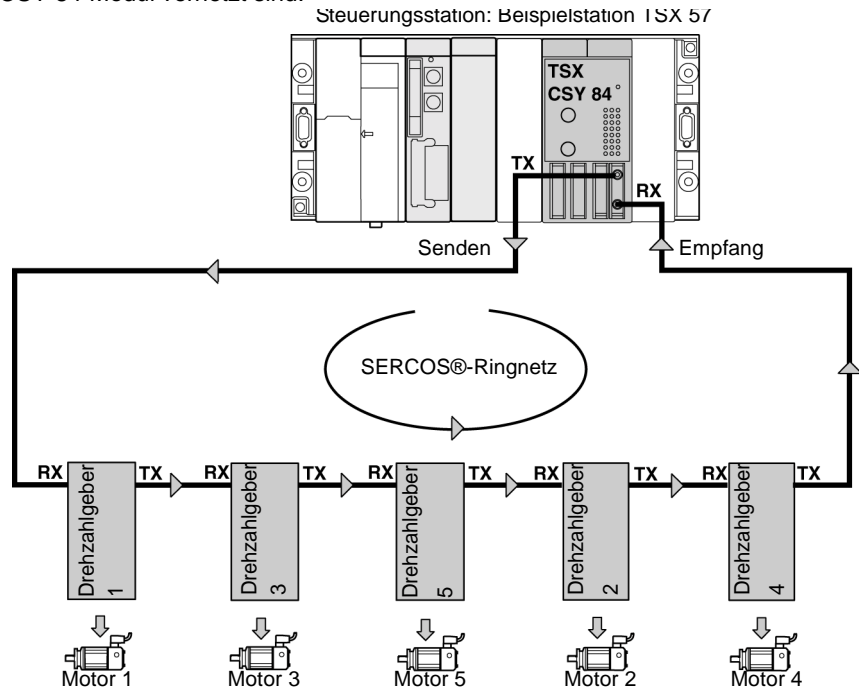 Steuerungsstation: Beispielstation TSX 57
TSX
CSY 84
TX
RX
Senden
Empfang
SERCOS®-Ringnetz
RX
TX
RX
TX
RX
TX
RX
TX
RX
TX
Drehzahlgeber
1
Drehzahlgeber
3
Drehzahlgeber
5
Drehzahlgeber
2
Drehzahlgeber
4
Motor 1
Motor 3
Motor 5
Motor 2
Motor 4